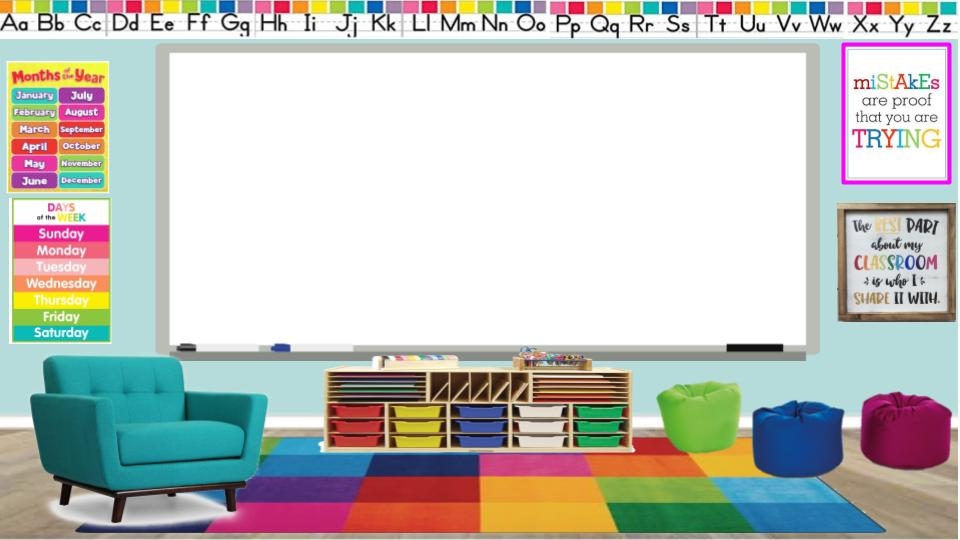 Aa Bb Cc Dd Ee Ff Gg Hh Ii Jj Kk Ll Mm Nn Oo Pp Qq Rr Ss Tt Uu Vv Ww Xx Yy Zz
Months of the Year
January July
February August
March September
April October
May November
June December
DAYS
of the WEEK
Sunday
Monday
Tuesday
Wednesday
Thursday
Friday
Saturday
miStAkEs
are proof
that you are
TRYING
The BEST PART
about my
CLASSROOM
is who I
SHARE IT WITH.